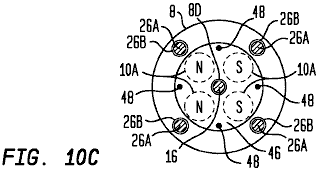 26A 8 8D 48 26A
26B 26B
10A N S 10A
48 48
N S
26B 26B
26A 26A
16 48 46
FIG. 10C